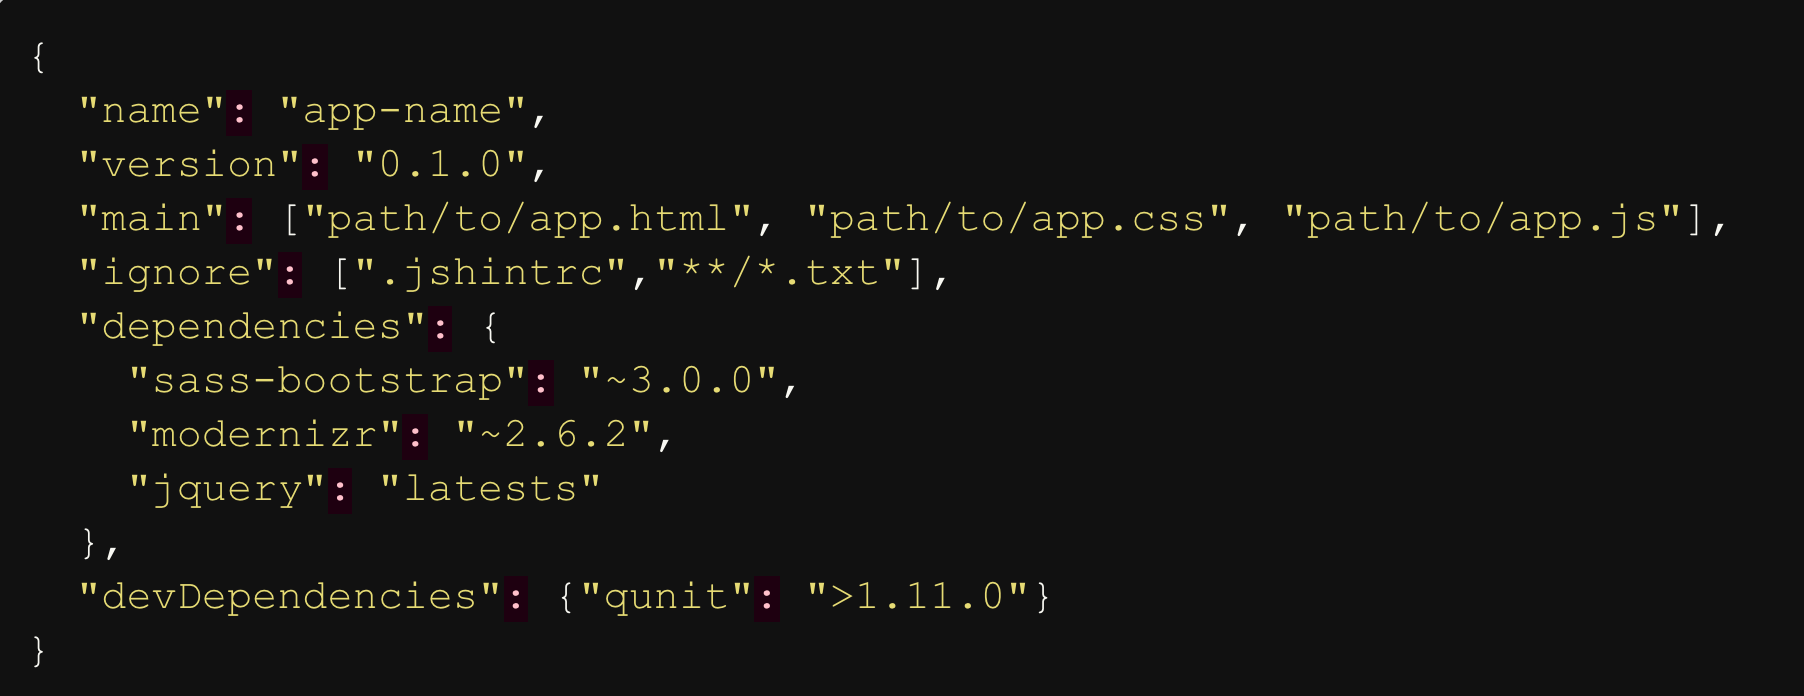 {
  "name": "app-name",
  "version": "0.1.0",
  "main": ["path/to/app.html", "path/to/app.css", "path/to/app.js"],
  "ignore": [".jshintrc","**/*.txt"],
  "dependencies": {
    "sass-bootstrap": "~3.0.0",
    "modernizr": "~2.6.2",
    "jquery": "latests"
  },
  "devDependencies": {"qunit": ">1.11.0"}
}